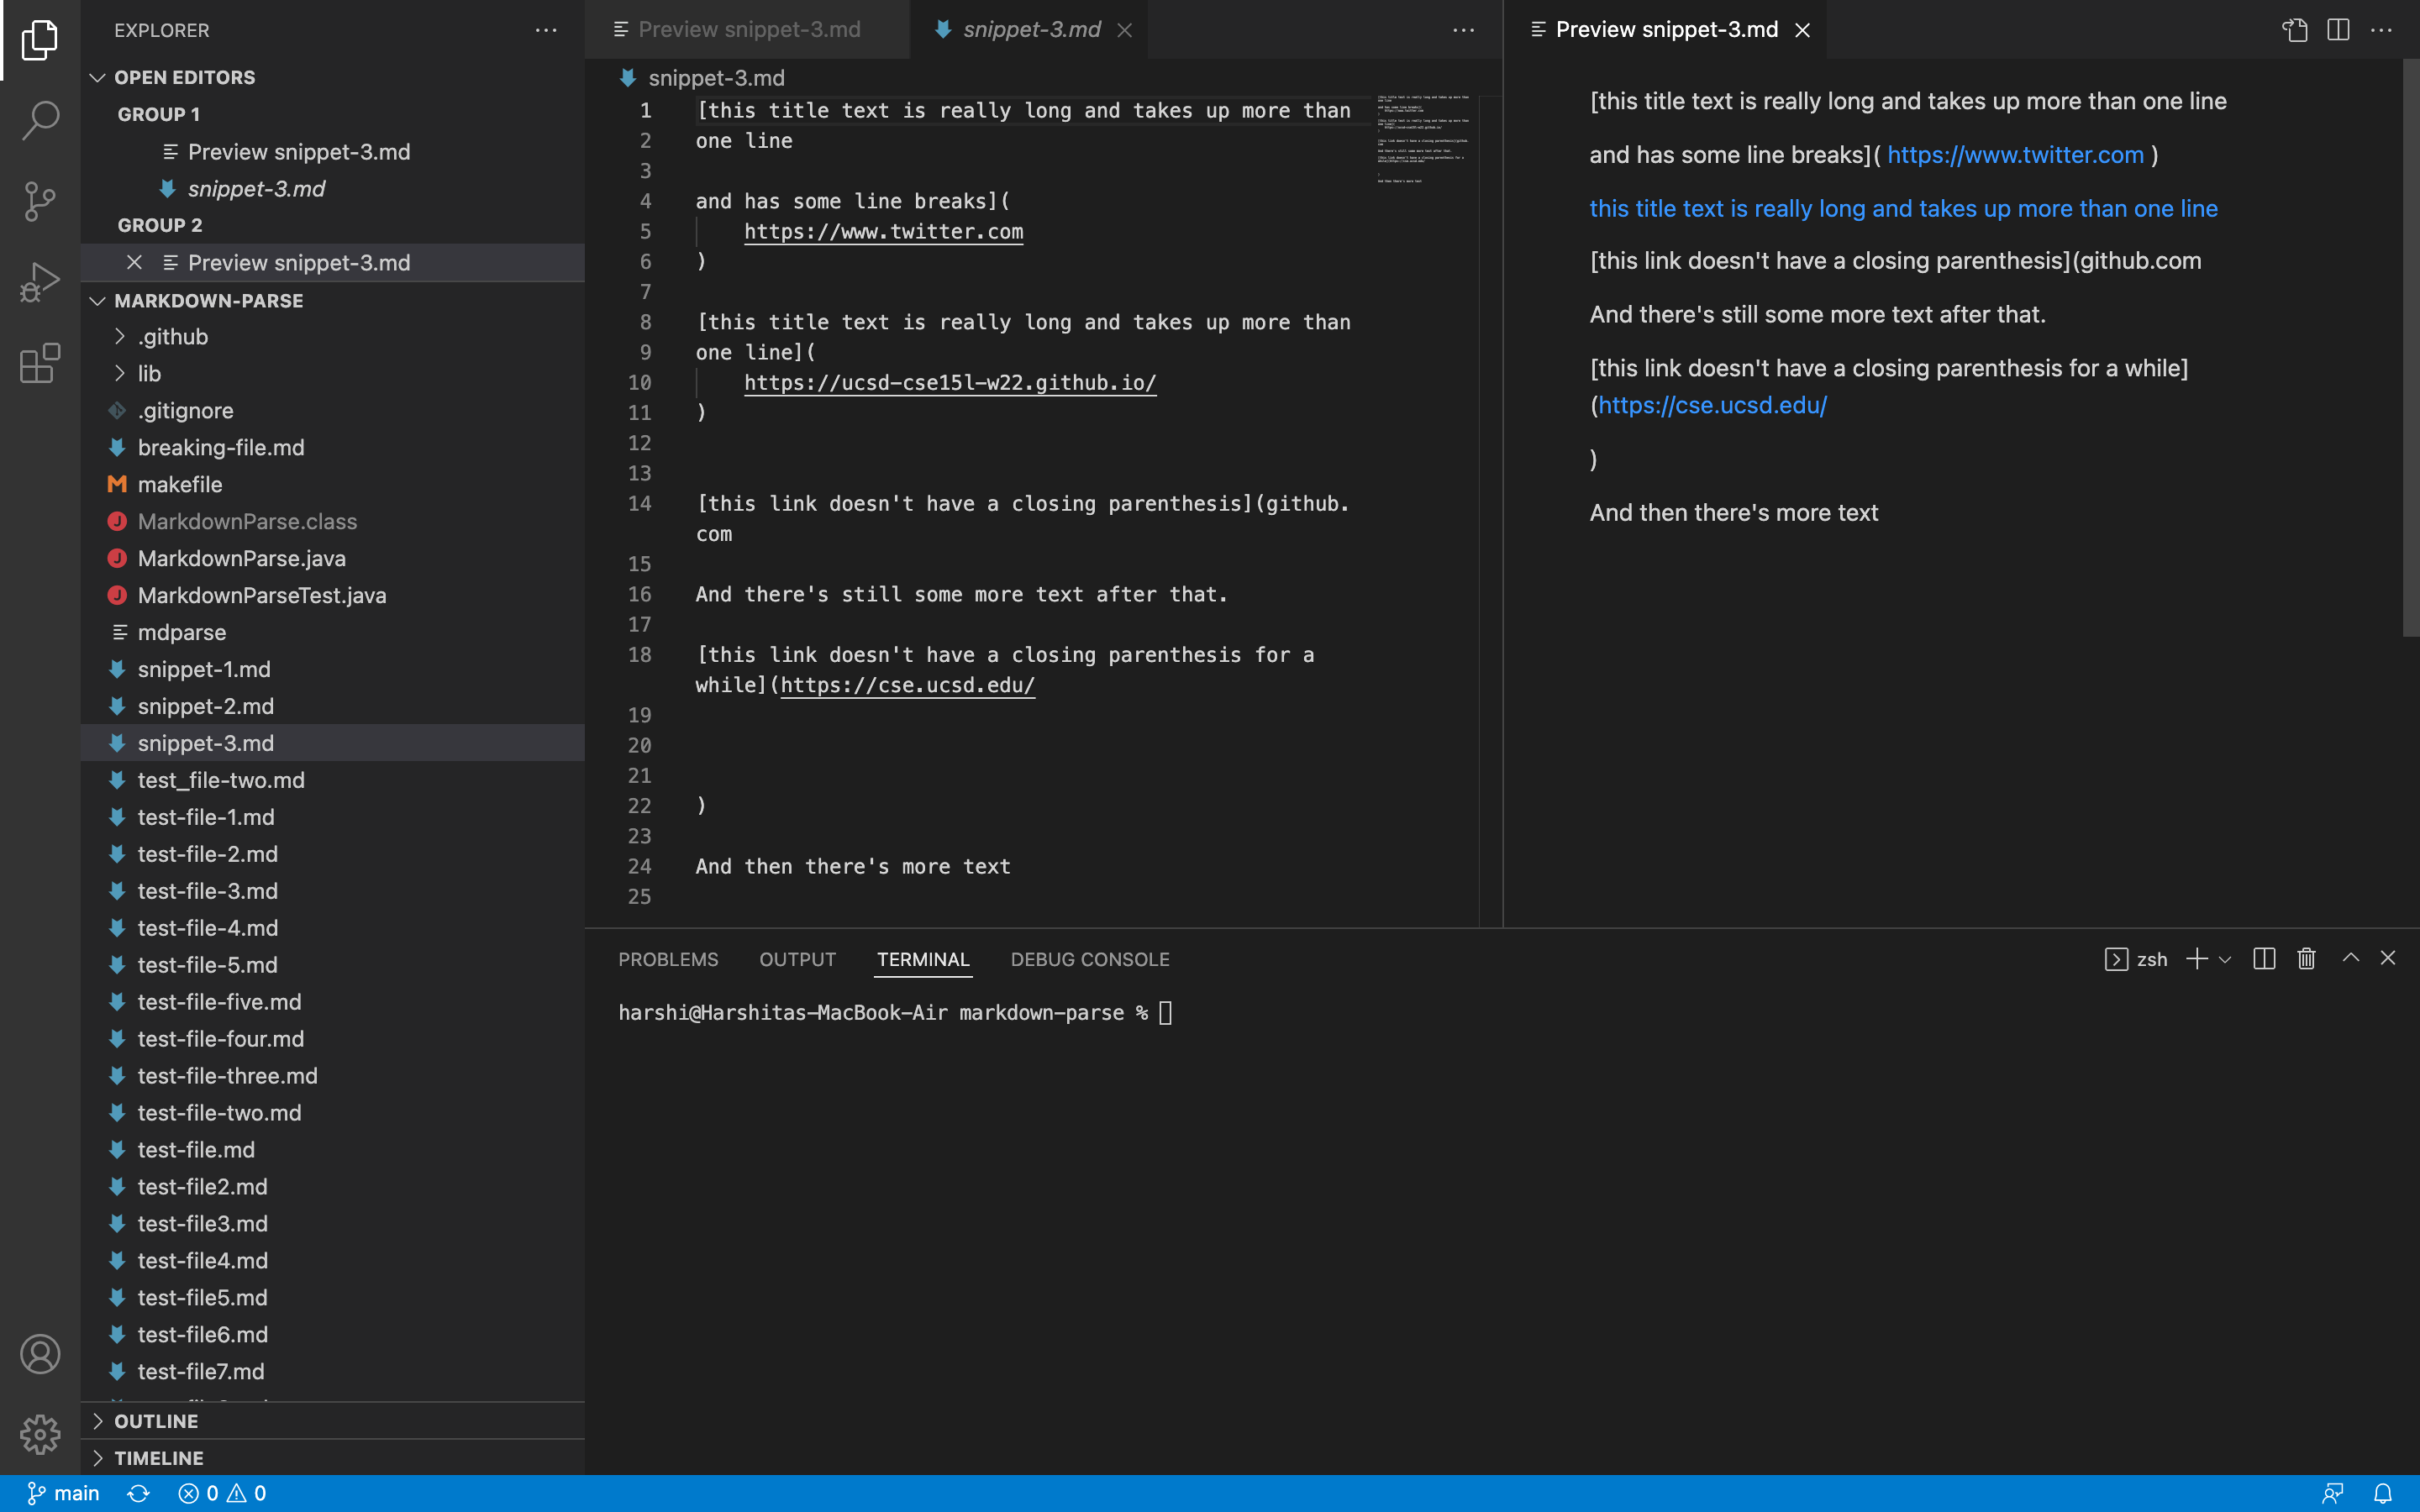 EXPLORER
OPEN EDITORS
GROUP 1
Preview snippet-3.md
snippet-3.md
GROUP 2
Preview snippet-3.md
MARKDOWN-PARSE
.github
lib
.gitignore
breaking-file.md
makefile
MarkdownParse.class
MarkdownParse.java
MarkdownParseTest.java
mdparse
snippet-1.md
snippet-2.md
snippet-3.md
test_file-two.md
test-file-1.md
test-file-2.md
test-file-3.md
test-file-4.md
test-file-5.md
test-file-five.md
test-file-four.md
test-file-three.md
test-file-two.md
test-file.md
test-file2.md
test-file3.md
test-file4.md
test-file5.md
test-file6.md
test-file7.md
OUTLINE
TIMELINE
Preview snippet-3.md
snippet-3.md
snippet-3.md
1 [this title text is really long and takes up more than
2 one line
3
4 and has some line breaks](
5 https://www.twitter.com
6 )
7
8 [this title text is really long and takes up more than
9 one line](
10 https://ucsd-cse15l-w22.github.io/
11 )
12
13
14 [this link doesn't have a closing parenthesis](github.
com
15
16 And there's still some more text after that.
17
18 [this link doesn't have a closing parenthesis for a
while](https://cse.ucsd.edu/
19
20
21
22 )
23
24 And then there's more text
25
Preview snippet-3.md
[this title text is really long and takes up more than one line
and has some line breaks]( https://www.twitter.com )
this title text is really long and takes up more than one line
[this link doesn't have a closing parenthesis](github.com
And there's still some more text after that.
[this link doesn't have a closing parenthesis for a while]
(https://cse.ucsd.edu/
)
And then there's more text
PROBLEMS OUTPUT TERMINAL DEBUG CONSOLE
zsh
harshi@Harshitas-MacBook-Air markdown-parse %
main 0 0